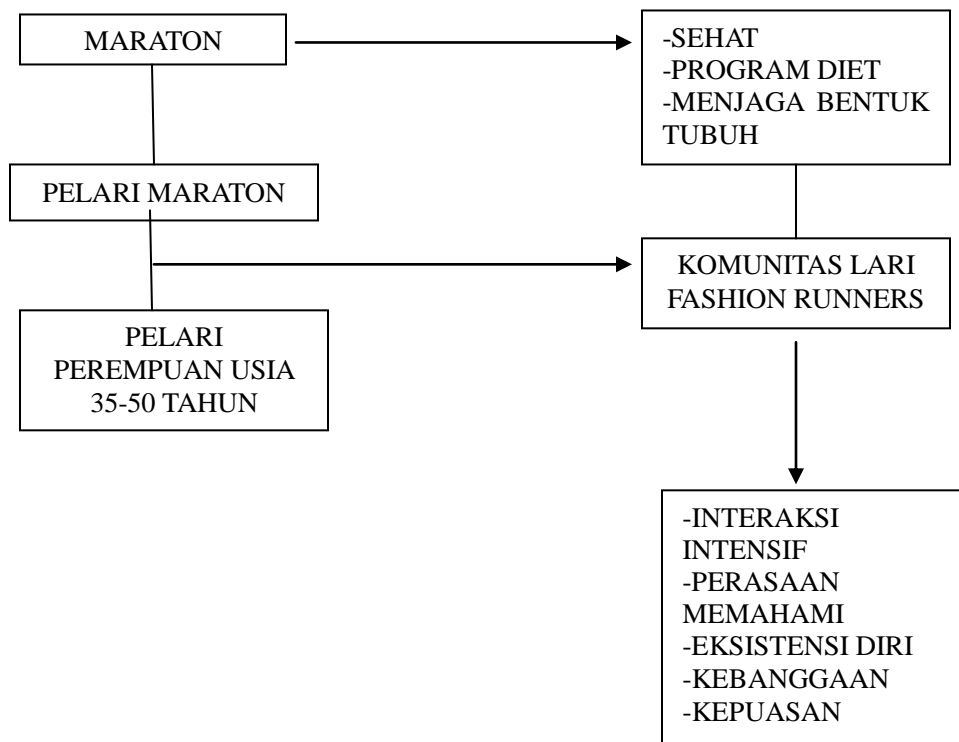 MARATON
-SEHAT
-PROGRAM DIET
-MENJAGA BENTUK
TUBUH
PELARI MARATON
KOMUNITAS LARI
FASHION RUNNERS
PELARI
PEREMPUAN USIA
35-50 TAHUN
-INTERAKSI
INTENSIF
-PERASAAN
MEMAHAMI
-EKSISTENSI DIRI
-KEBANGGAAN
-KEPUASAN